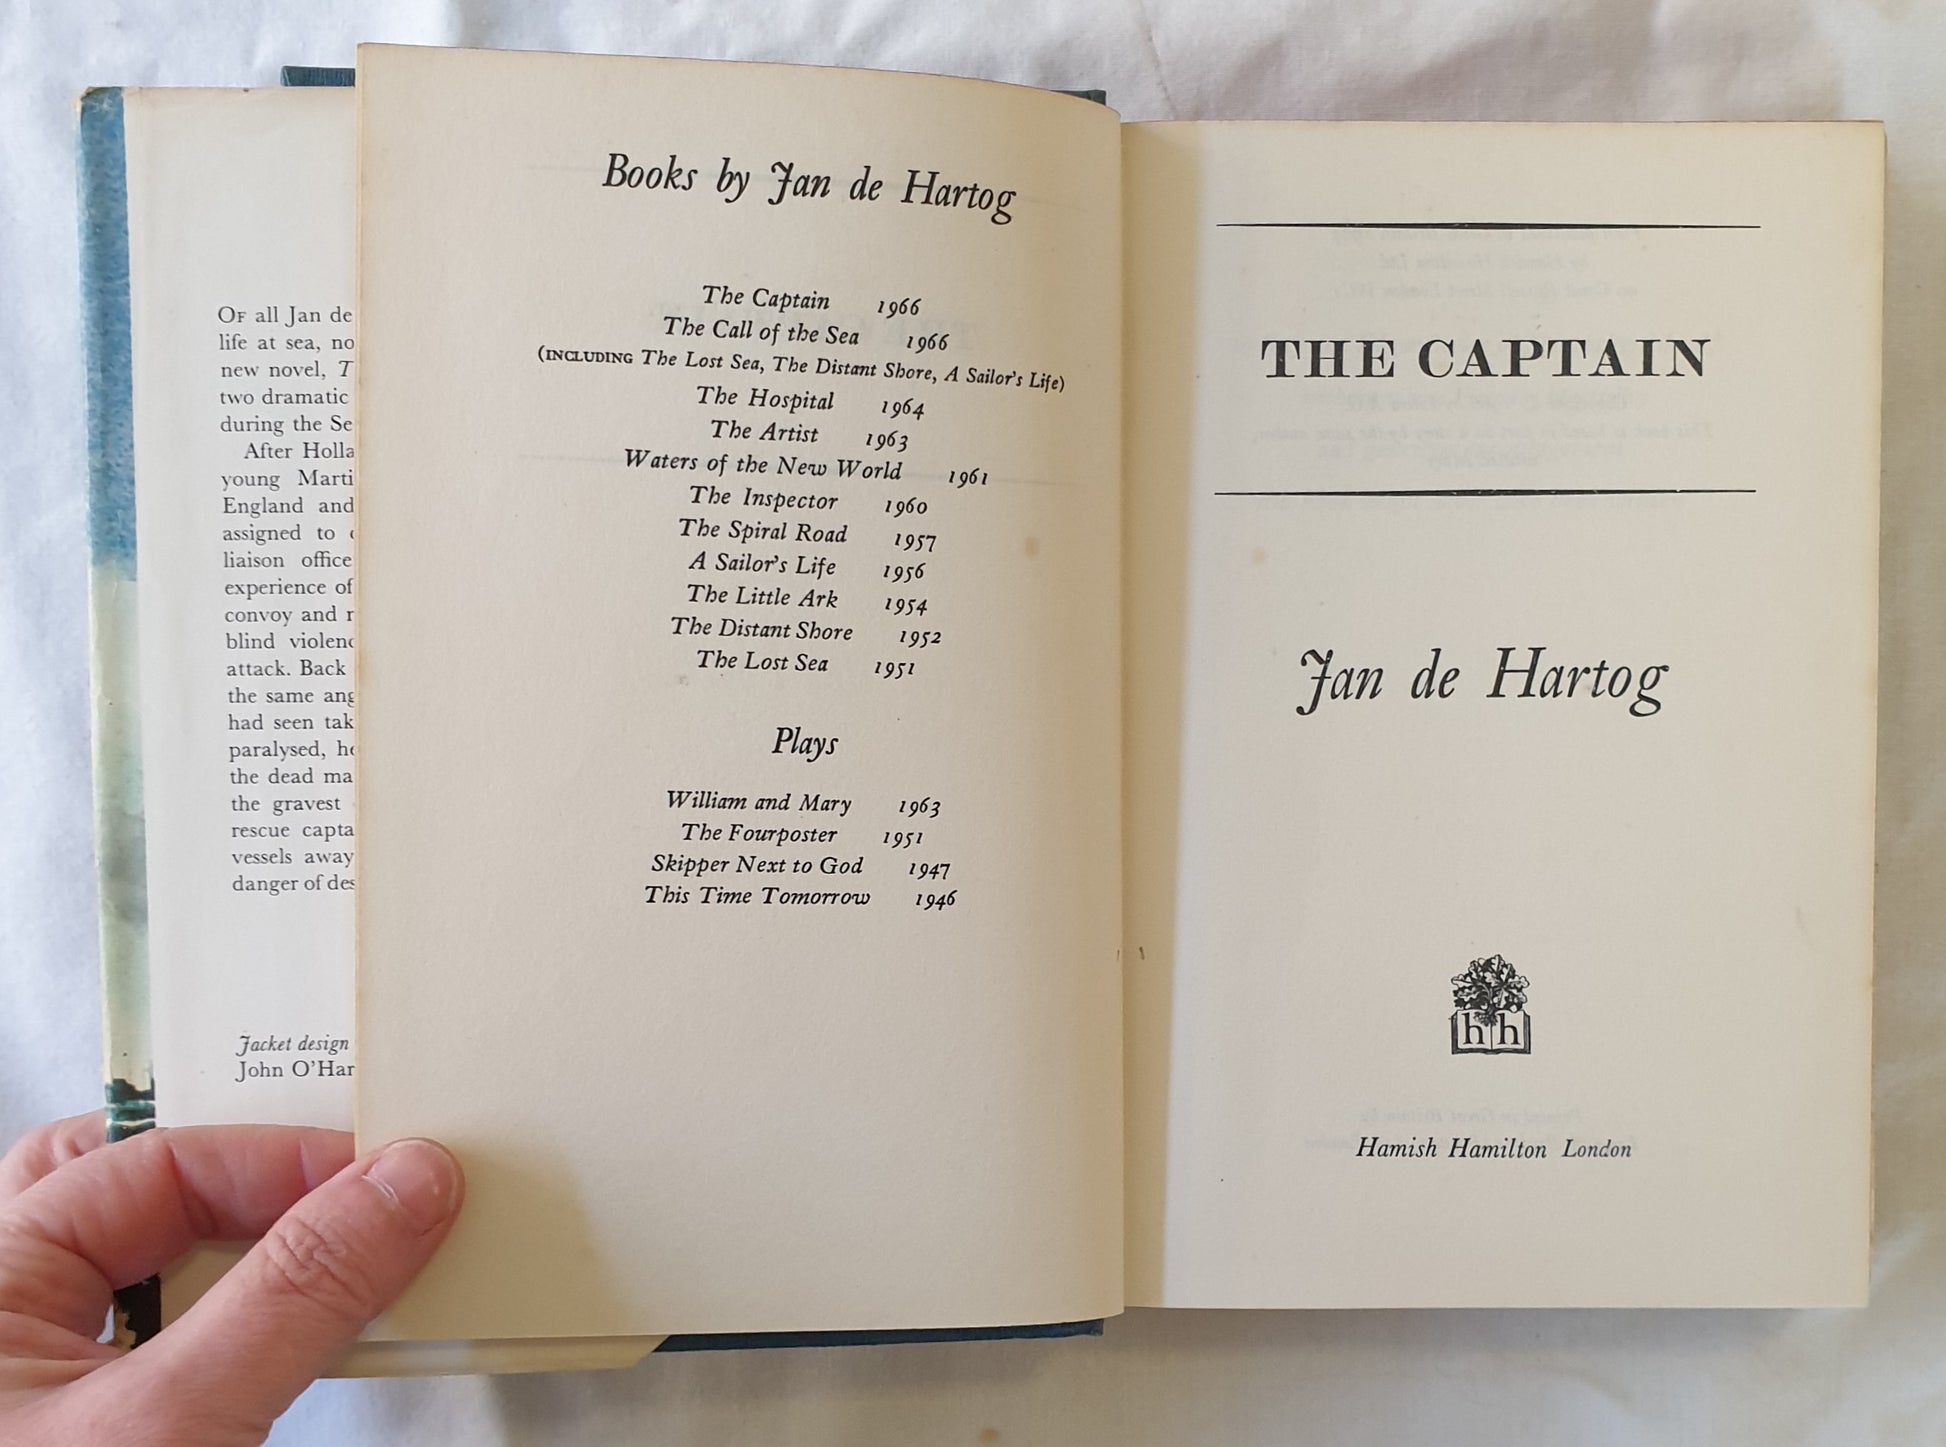 OF all Jan de
life at sea, no
new novel, T
two dramatic
during the Se
After Holla
young Marti
England and
assigned to
liaison office
experience of
convoy and
blind violenc
attack. Back
the same ang
had seen tak
paralysed, he
the dead ma
the gravest
rescue capta
vessels away
danger of des
Jacket design
John O'Har
Books by Jan de Hartog
The Captain 1966
The Call of the Sea 1966
(INCLUDING The Lost Sea, The Distant Shore, A Sailor's Life)
The Hospital 1964
The Artist 1963
Waters of the New World 1961
The Inspector 1960
The Spiral Road 1957
A Sailor's Life 1956
The Little Ark 1954
The Distant Shore 1952
The Lost Sea 1951
Plays
William and Mary 1963
The Fourposter 1951
Skipper Next to God 1947
This Time Tomorrow 1946
THE CAPTAIN
Jan de Hartog
h h
Hamish Hamilton London